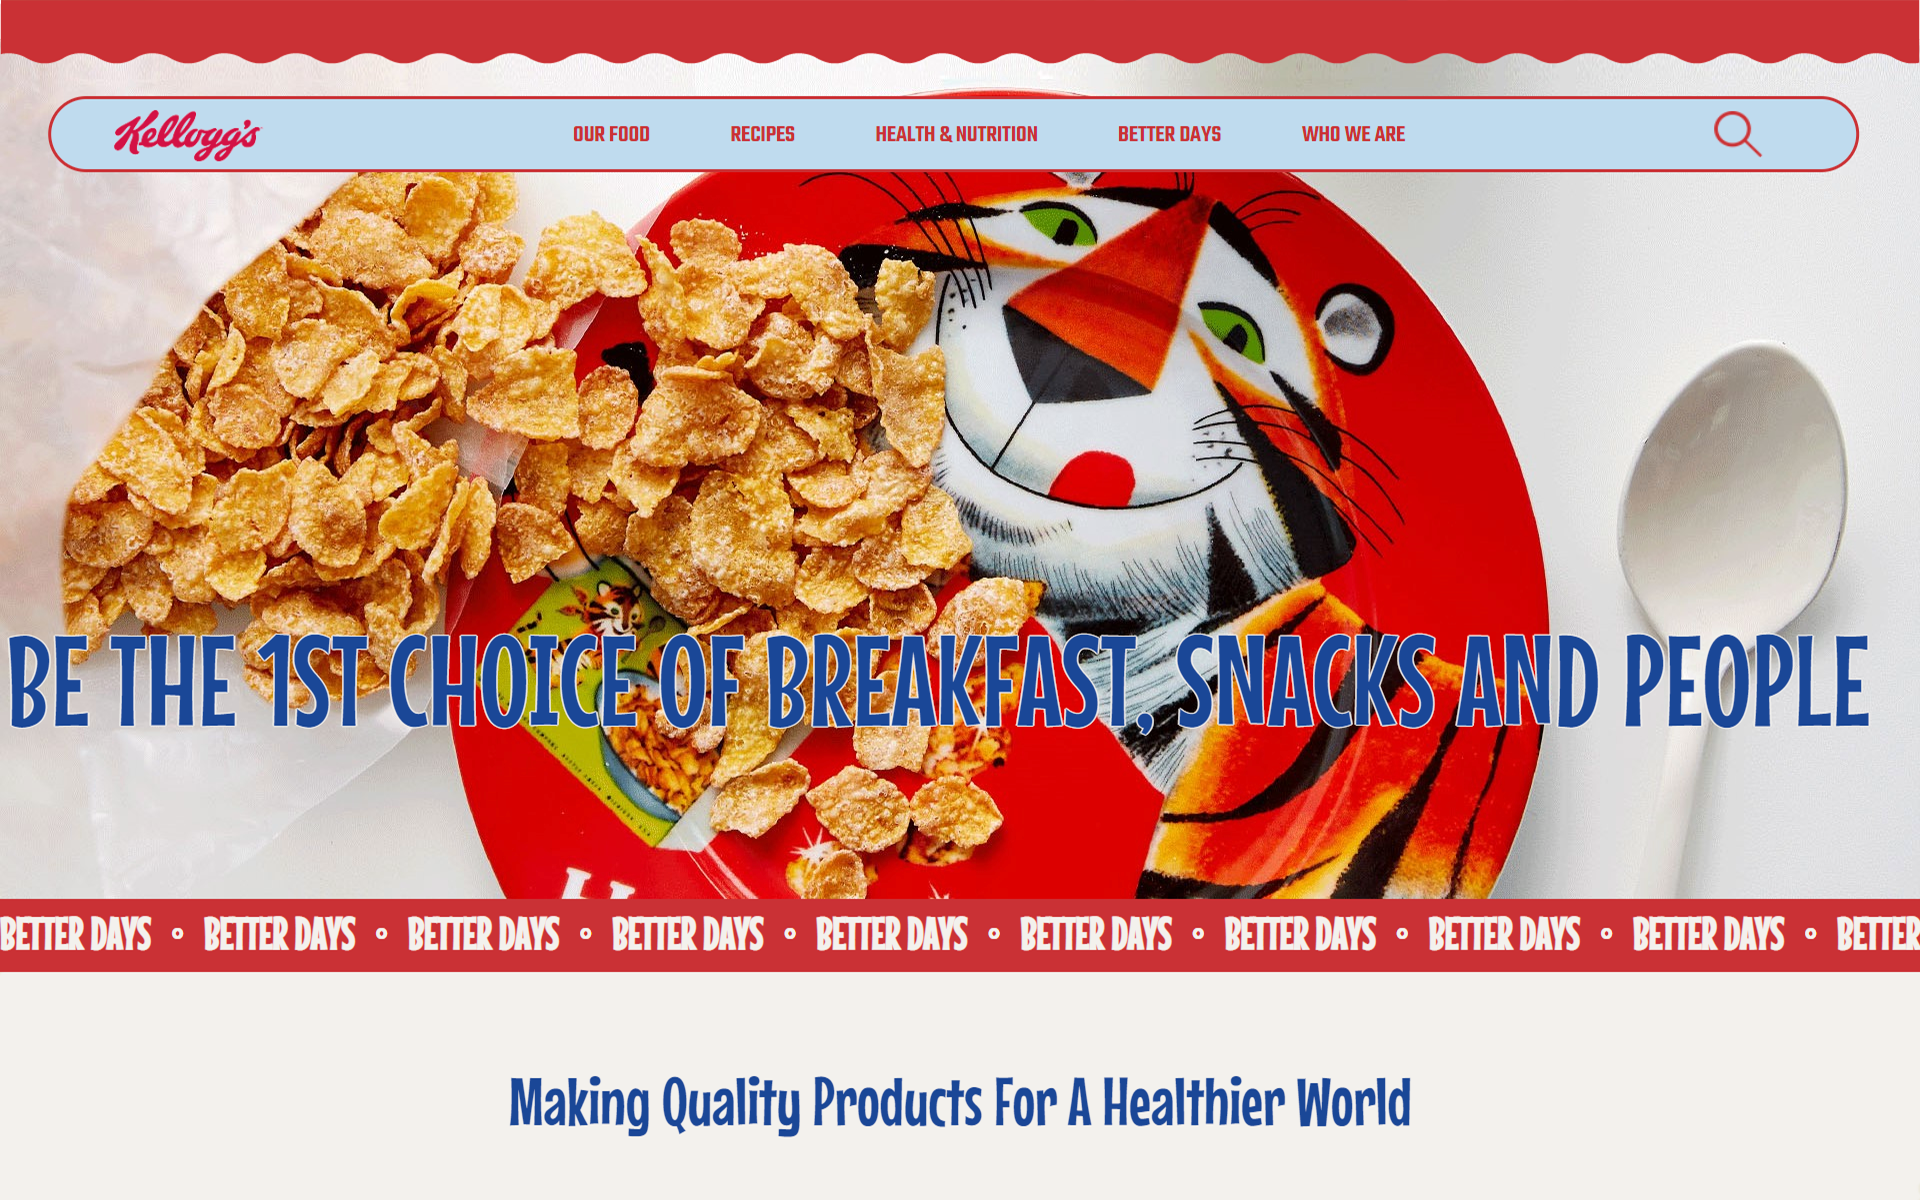 Kellogg's
OUR FOOD RECIPES HEALTH & NUTRITION BETTER DAYS WHO WE ARE
BE THE 1ST CHOICE OF BREAKFAST, SNACKS AND PEOPLE
BETTER DAYS BETTER DAYS BETTER DAYS BETTER DAYS BETTER DAYS BETTER DAYS BETTER DAYS BETTER DAYS BETTER DAYS BETTER
Making Quality Products For A Healthier World